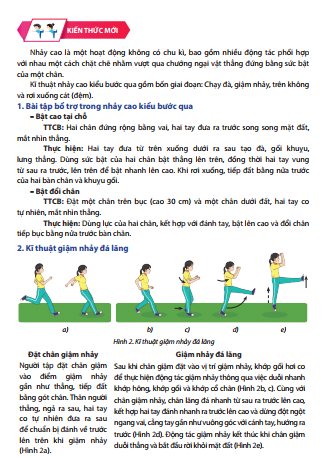 KIẾN THỨC MỚI
Nhảy cao là một hoạt động không có chu kì, bao gồm nhiều động tác phối hợp
với nhau một cách chặt chẽ nhằm vượt qua chướng ngại vật thẳng đứng bằng sức bật
của một chân.
Kĩ thuật nhảy cao kiểu bước qua gồm bốn giai đoạn: Chạy đà, giậm nhảy, trên không
và rơi xuống cát (đệm).
1. Bài tập bổ trợ trong nhảy cao kiểu bước qua
– Bật cao tại chỗ
TTCB: Hai chân đứng rộng bằng vai, hai tay đưa ra trước song song mặt đất,
mắt nhìn thẳng.
Thực hiện: Hai tay đưa từ trên xuống dưới ra sau tạo đà, gối khuỵu,
lưng thẳng. Dùng sức bật của hai chân bật thẳng lên trên, đồng thời hai tay vung
từ sau ra trước, lên trên để bật nhanh lên cao. Khi rơi xuống, tiếp đất bằng nửa trước
của hai bàn chân và khuỵu gối.
– Bật đổi chân
TTCB: Đặt một chân trên bục (cao 30 cm) và một chân dưới đất, hai tay co
tự nhiên, mắt nhìn thẳng.
Thực hiện: Dùng lực của hai chân, kết hợp với đánh tay, bật lên cao và đổi chân
tiếp bục bằng nửa trước bàn chân.
2. Kĩ thuật giậm nhảy đá lăng
a) b) c) d) e)
Hình 2. Kĩ thuật giậm nhảy đá lăng
Đặt chân giậm nhảy
Người tập đặt chân giậm
vào điểm giậm nhảy
gần như thẳng, tiếp đất
bằng gót chân. Thân người
thẳng, ngả ra sau, hai tay
co tự nhiên đưa ra sau
để chuẩn bị đánh về trước
lên trên khi giậm nhảy
(Hình 2a).
Giậm nhảy đá lăng
Sau khi chân giậm đặt vào vị trí giậm nhảy, khớp gối hơi co
để thực hiện động tác giậm nhảy thông qua việc duỗi nhanh
khớp hông, khớp gối và khớp cổ chân (Hình 2b, c). Cùng với
chân giậm nhảy, chân lăng đá nhanh từ sau ra trước lên cao,
kết hợp hai tay đánh nhanh ra trước lên cao và dừng đột ngột
ngang vai, cẳng tay gần như vuông góc với cánh tay, hướng ra
trước (Hình 2d). Động tác giậm nhảy kết thúc khi chân giậm
duỗi thẳng và bắt đầu rời khỏi mặt đất (Hình 2e).